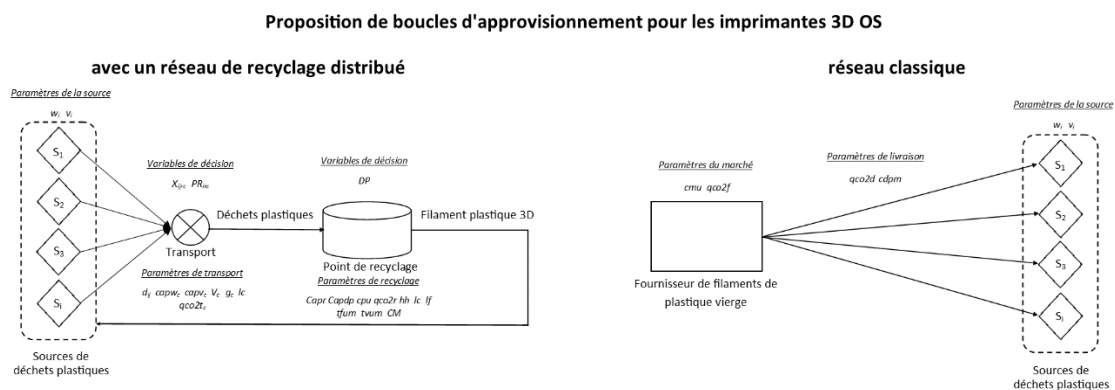 Proposition de boucles d'approvisionnement pour les imprimantes 3D OS
avec un réseau de recyclage distribué
Paramètres de la source
wᵢ vᵢ
S₁
S₂
S₃
Sᵢ
Sources de
déchets plastiques
Variables de décision
Xᵢⱼc PRₘ
Transport
Paramètres de transport
dᵢⱼ capwc capvc Vc gc lc
qco2tc
Déchets plastiques
Variables de décision
DP
Point de recyclage
Paramètres de recyclage
Capr Capdp cpu qco2r hh lc lf
tfum tvum CM
Filament plastique 3D
réseau classique
Paramètres du marché
cmu qco2f
Fournisseur de filaments de
plastique vierge
Paramètres de livraison
qco2d cdpm
Paramètres de la source
wᵢ vᵢ
S₁
S₂
S₃
Sᵢ
Sources de
déchets plastiques